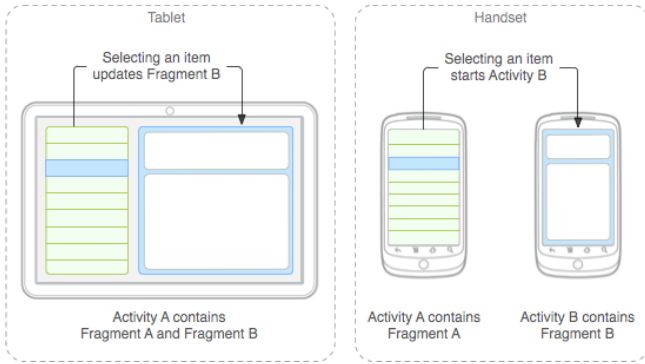 Tablet
Selecting an item
updates Fragment B
Activity A contains
Fragment A and Fragment B
Handset
Selecting an item
starts Activity B
Activity A contains
Fragment A
Activity B contains
Fragment B